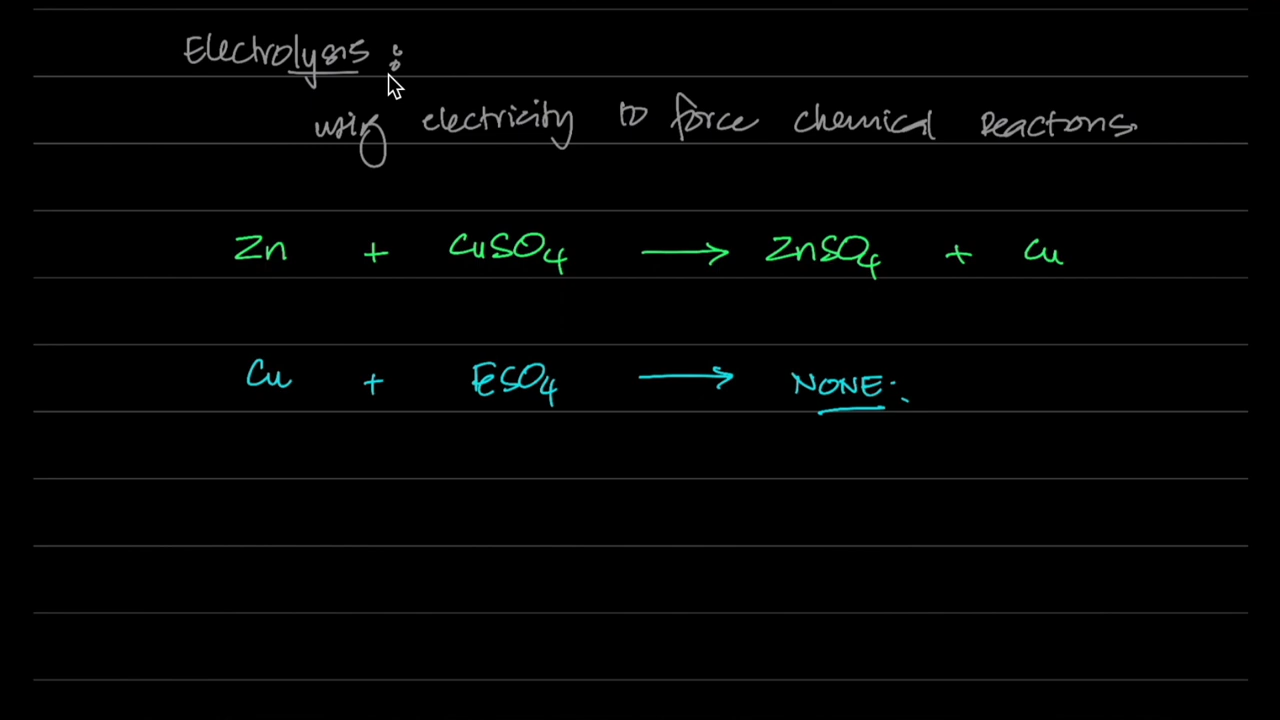 Electrolysis :
using electricity to force chemical reactions.
Zn + CuSO4 → ZnSO4 + Cu
Cu + FeSO4 → NONE.